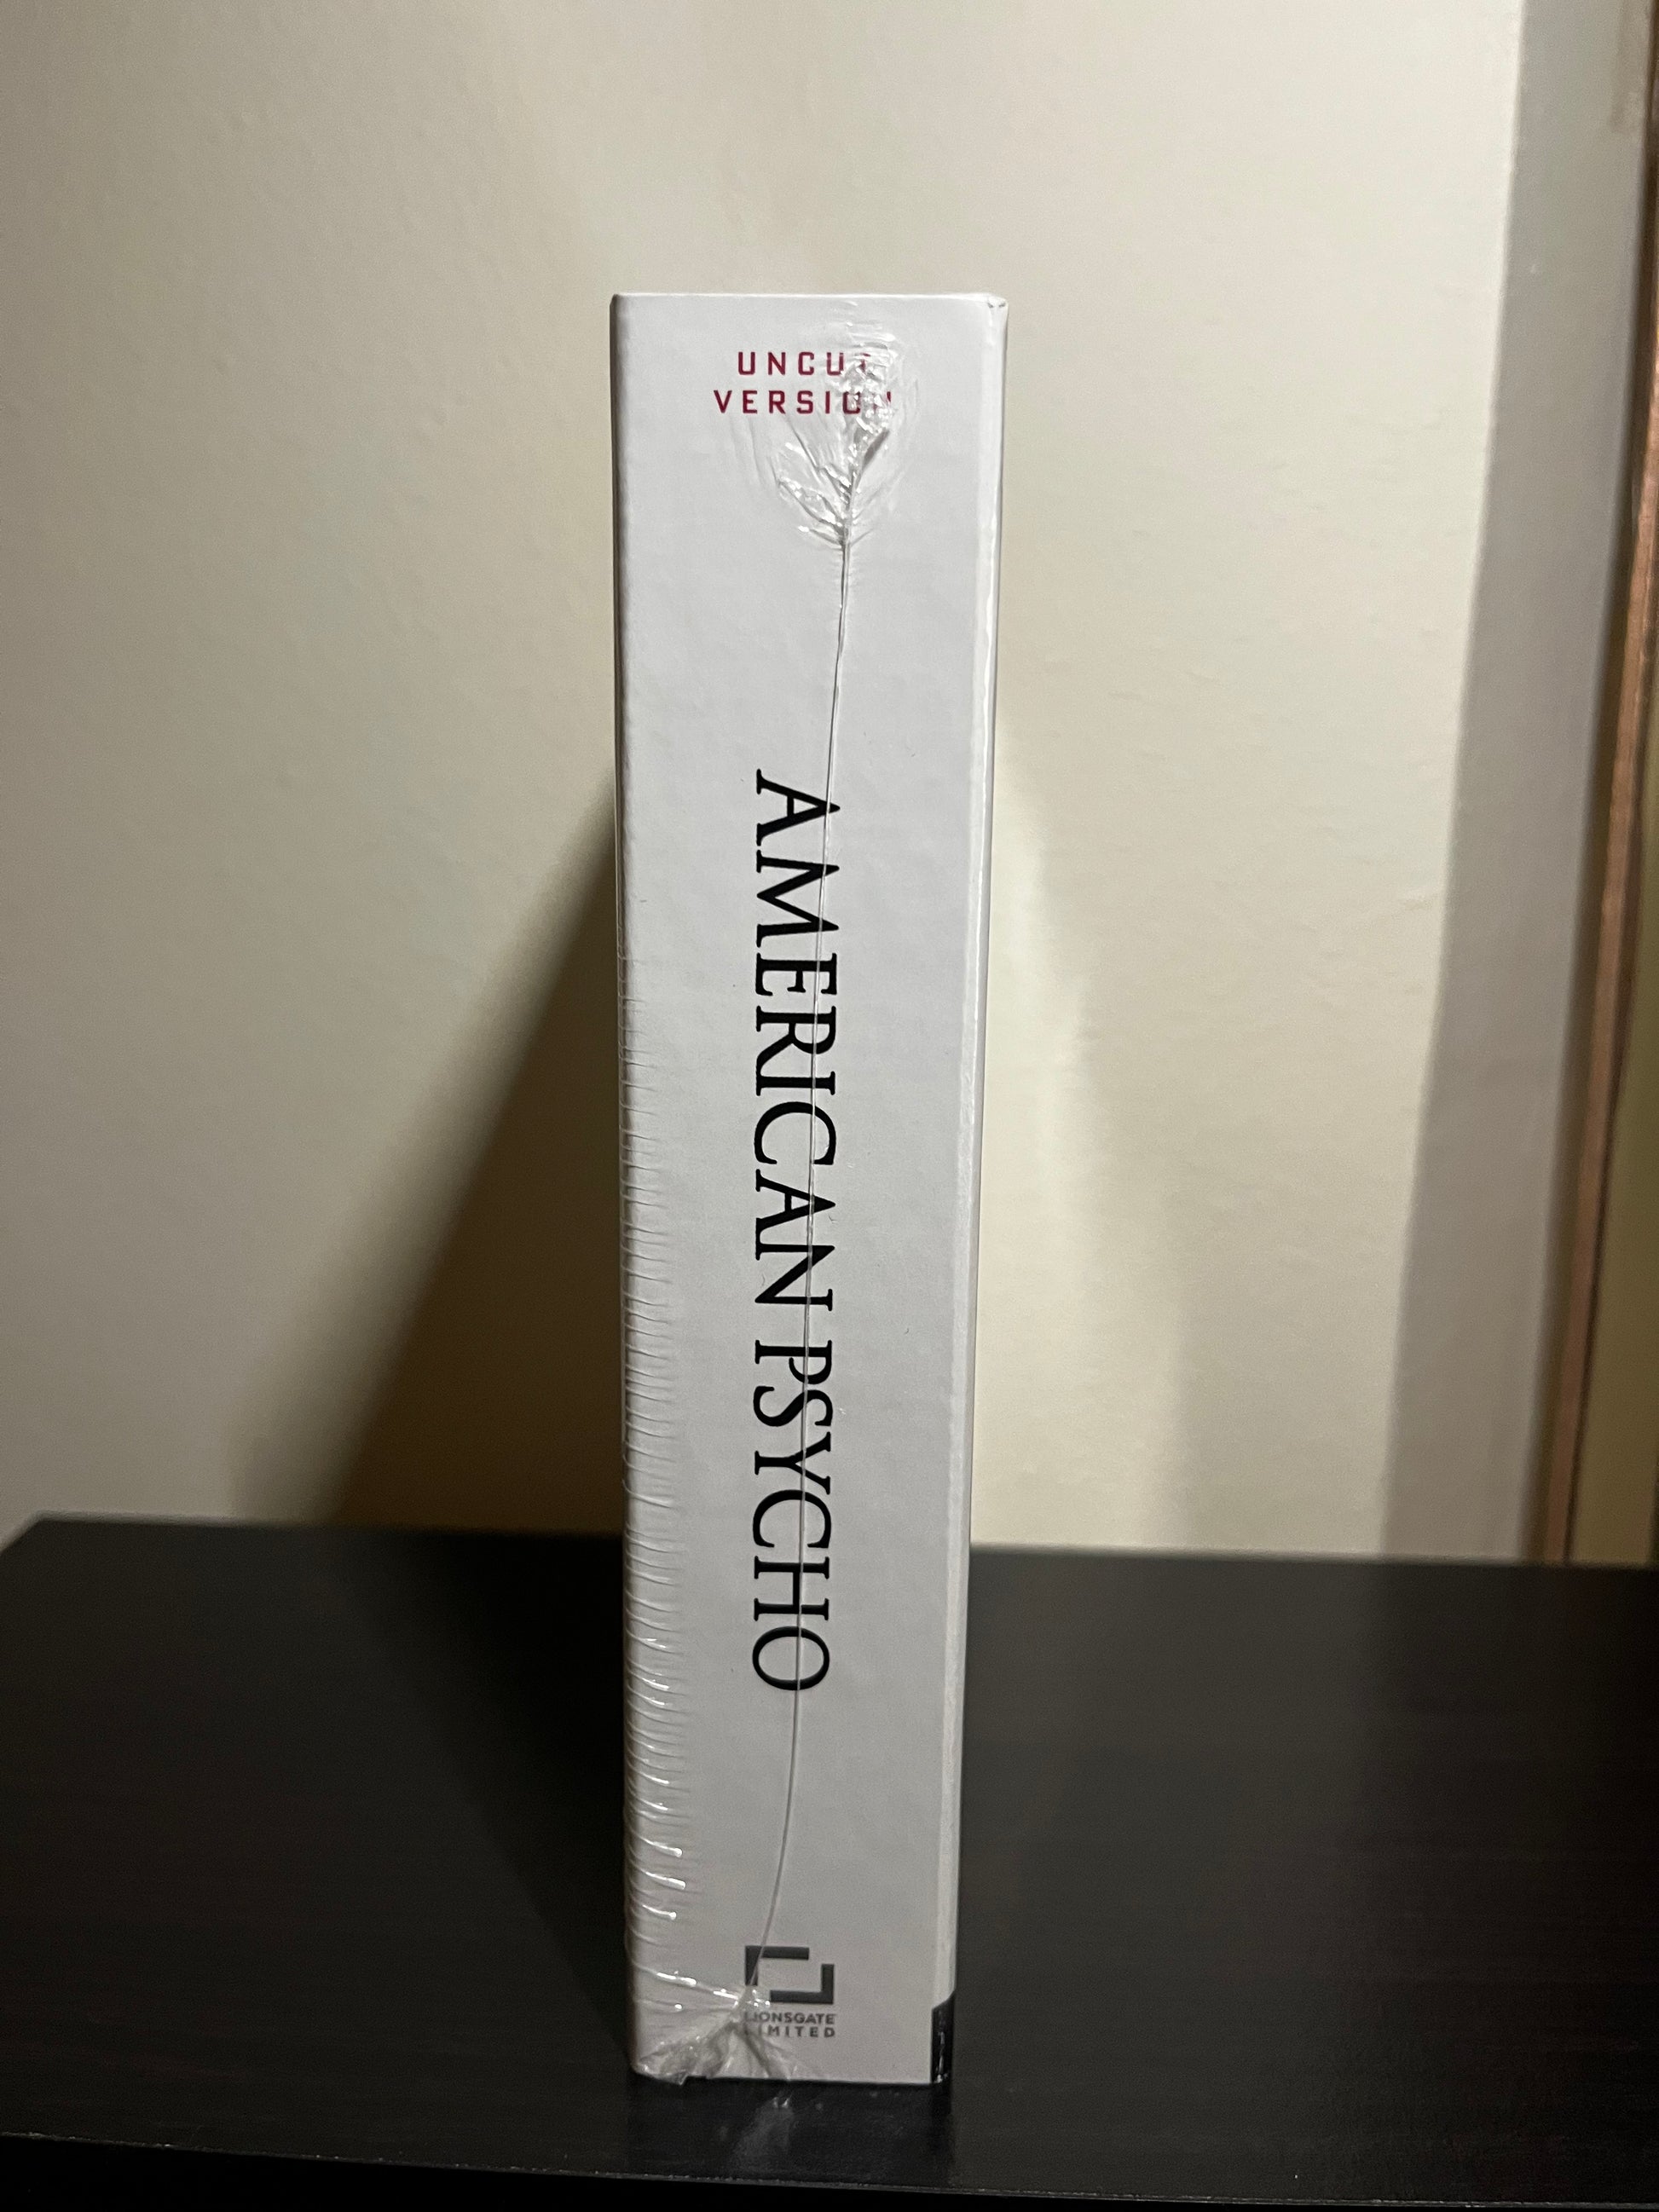 UNCUT
VERSION
AMERICAN PSYCHO
LIONSGATE
LIMITED